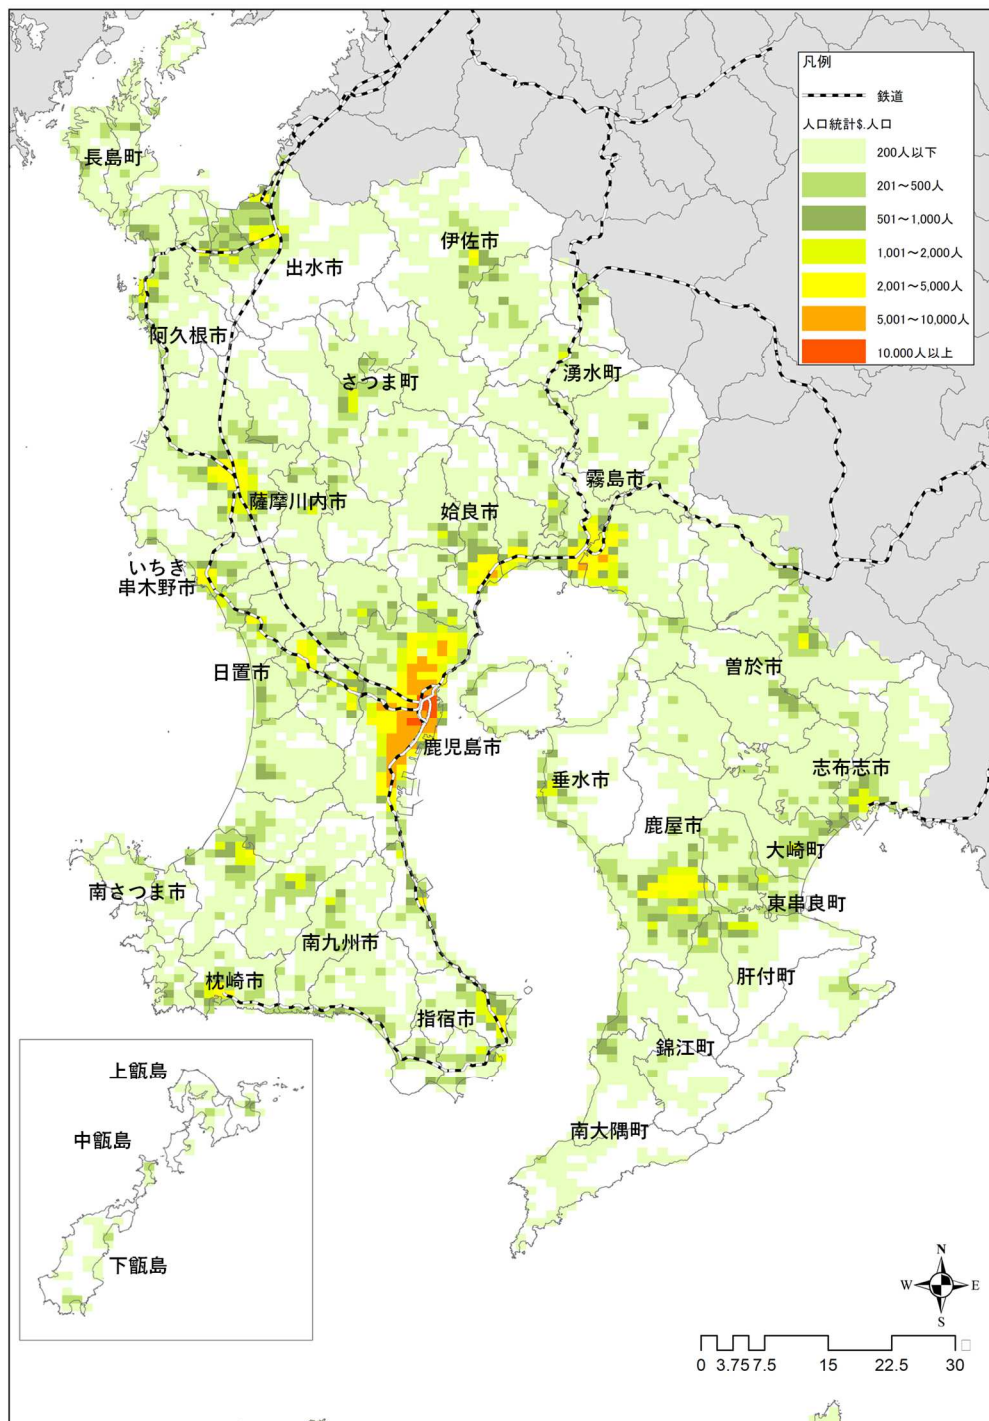 凡例
鉄道
人口統計$.人口
200人以下
201～500人
501～1,000人
1,001～2,000人
2,001～5,000人
5,001～10,000人
10,000人以上
長島町
伊佐市
出水市
阿久根市
さつま町
湧水町
霧島市
薩摩川内市
姶良市
いちき
串木野市
日置市
曽於市
鹿児島市
垂水市
志布志市
鹿屋市
大崎町
南さつま市
東串良町
南九州市
枕崎市
肝付町
指宿市
錦江町
南大隅町
上甑島
中甑島
下甑島
N
W
E
S
0 3.75 7.5 15 22.5 30